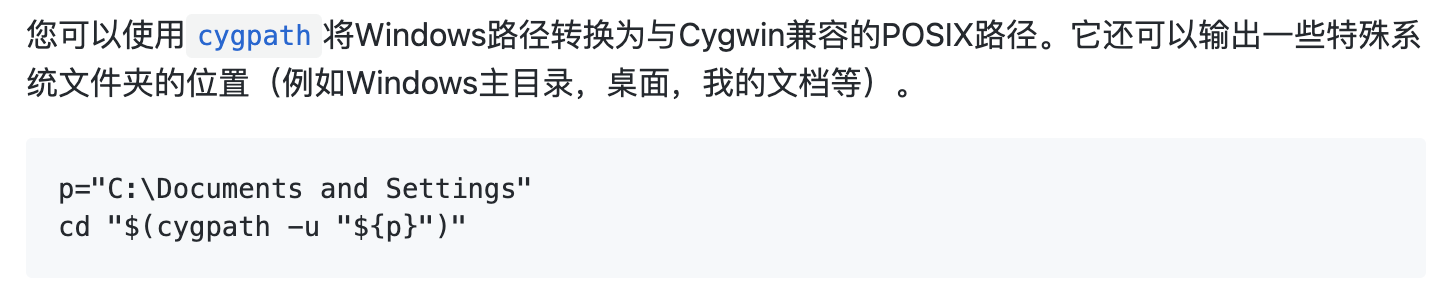 您可以使用 cygpath 将Windows路径转换为与Cygwin兼容的POSIX路径。它还可以输出一些特殊系
统文件夹的位置（例如Windows主目录，桌面，我的文档等）。
p="C:\Documents and Settings"
cd "$(cygpath -u "${p}")"